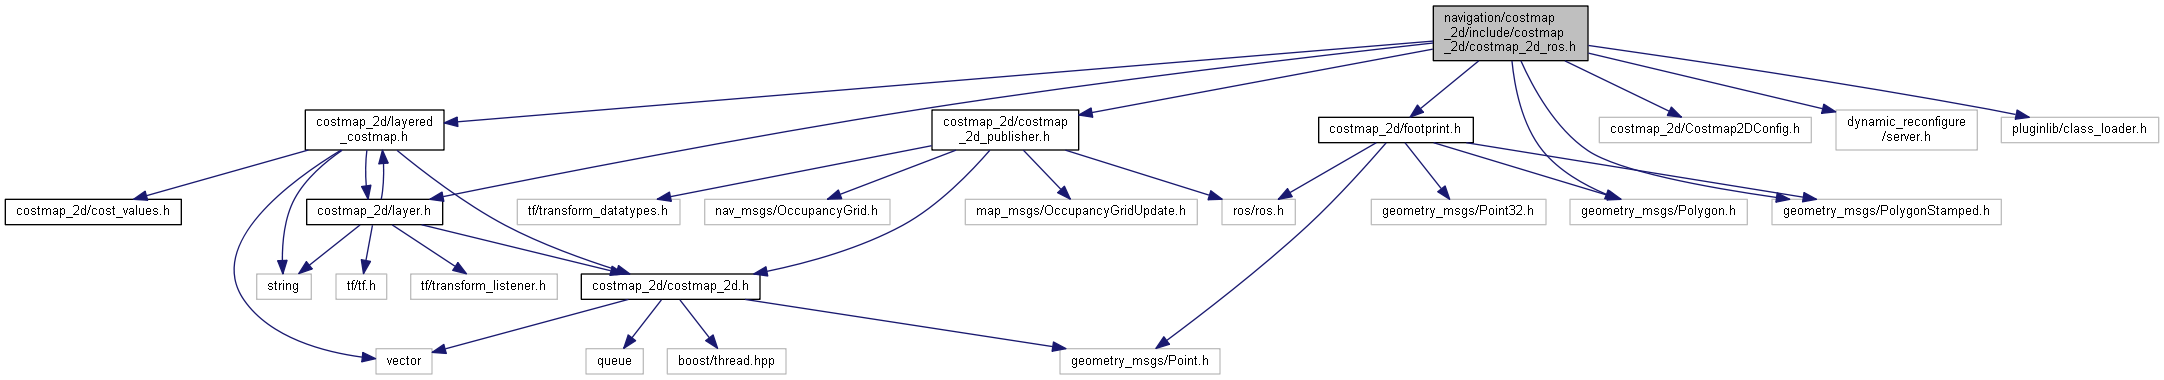 navigation/costmap
_2d/include/costmap
_2d/costmap_2d_ros.h
costmap_2d/layered
_costmap.h
costmap_2d/costmap
_2d_publisher.h
costmap_2d/footprint.h
costmap_2d/Costmap2DConfig.h
dynamic_reconfigure
/server.h
pluginlib/class_loader.h
costmap_2d/cost_values.h
costmap_2d/layer.h
tf/transform_datatypes.h
nav_msgs/OccupancyGrid.h
map_msgs/OccupancyGridUpdate.h
ros/ros.h
geometry_msgs/Point32.h
geometry_msgs/Polygon.h
geometry_msgs/PolygonStamped.h
string
tf/tf.h
tf/transform_listener.h
costmap_2d/costmap_2d.h
vector
queue
boost/thread.hpp
geometry_msgs/Point.h